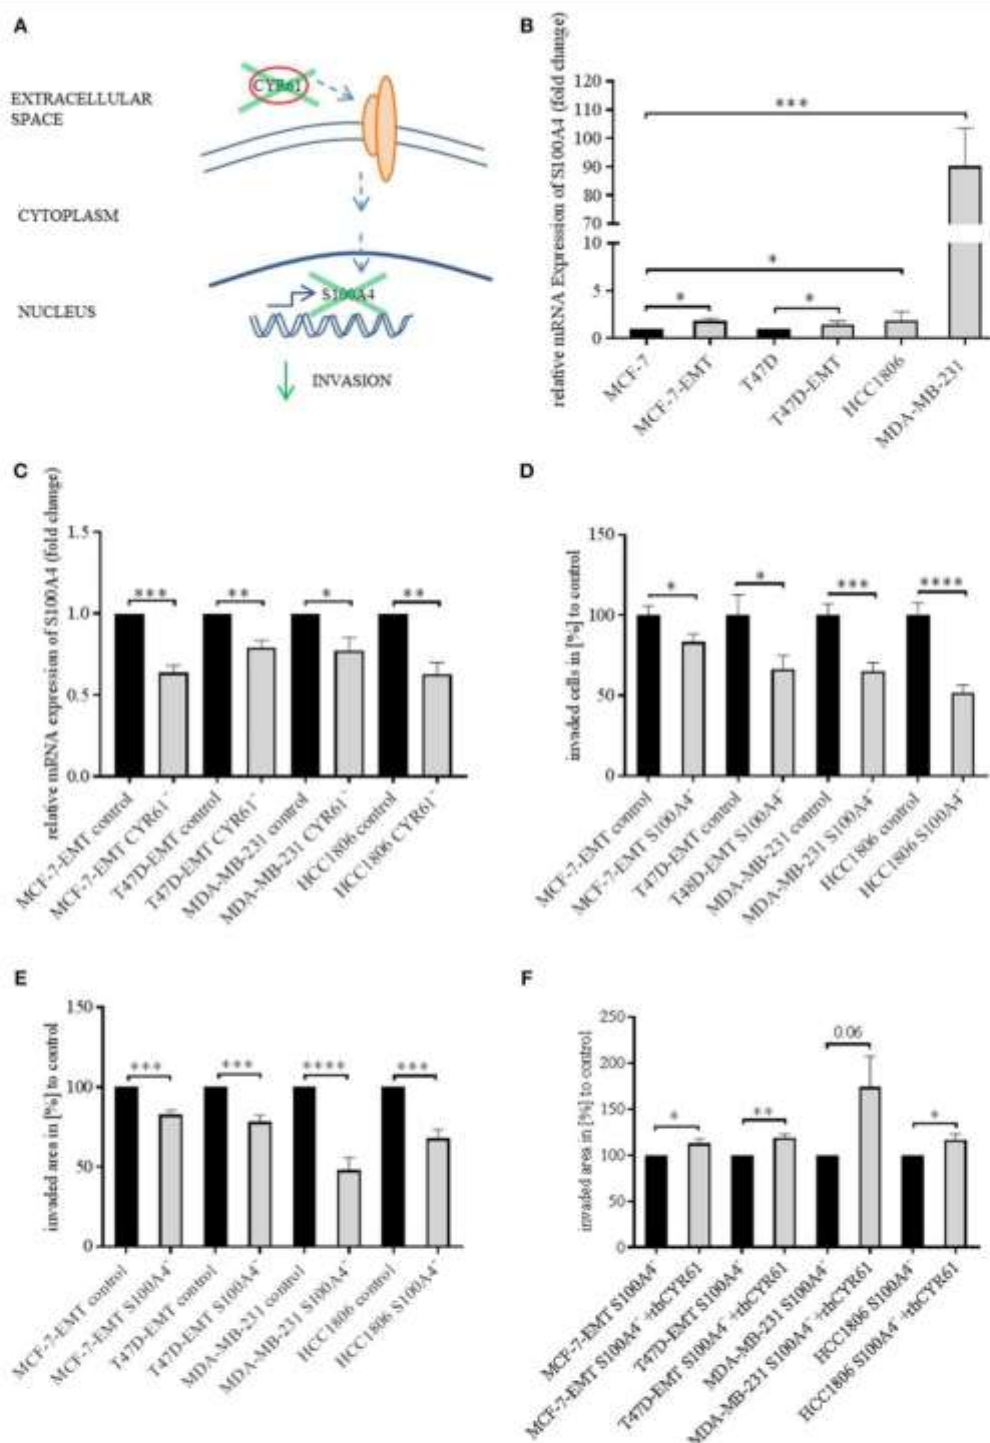 A
CYR61
EXTRACELLULAR
SPACE
CYTOPLASM
NUCLEUS
S100A4
INVASION
B
relative mRNA Expression of S100A4 (fold change)
120
110
100
90
80
70
10
5
0
***
*
*
*
MCF-7
MCF-7-EMT
T47D
T47D-EMT
HCC1806
MDA-MB-231
C
relative mRNA expression of S100A4 (fold change)
1.5
1.0
0.5
0.0
***
**
*
**
MCF-7-EMT control
MCF-7-EMT CYR61⁻
T47D-EMT control
T47D-EMT CYR61⁻
MDA-MB-231 control
MDA-MB-231 CYR61⁻
HCC1806 control
HCC1806 CYR61⁻
D
invaded cells in [%] to control
150
100
50
0
*
*
***
****
MCF-7-EMT control
MCF-7-EMT S100A4⁻
T47D-EMT control
T48D-EMT S100A4⁻
MDA-MB-231 control
MDA-MB-231 S100A4⁻
HCC1806 control
HCC1806 S100A4⁻
E
invaded area in [%] to control
150
100
50
0
***
***
****
***
MCF-7-EMT control
MCF-7-EMT S100A4⁻
T47D-EMT control
T47D-EMT S100A4⁻
MDA-MB-231 control
MDA-MB-231 S100A4⁻
HCC1806 control
HCC1806 S100A4⁻
F
invaded area in [%] to control
250
200
150
100
50
0
*
**
0.06
*
MCF-7-EMT S100A4⁻
MCF-7-EMT S100A4⁻+rhCYR61
T47D-EMT S100A4⁻
T47D-EMT S100A4⁻+rhCYR61
MDA-MB-231 S100A4⁻
MDA-MB-231 S100A4⁻+rhCYR61
HCC1806 S100A4⁻
HCC1806 S100A4⁻+rhCYR61